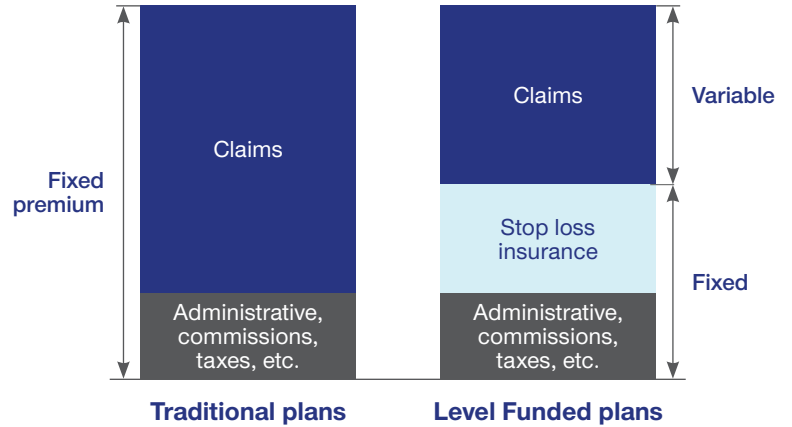 Fixed
premium
Claims
Administrative,
commissions,
taxes, etc.
Traditional plans
Claims
Stop loss
insurance
Administrative,
commissions,
taxes, etc.
Level Funded plans
Variable
Fixed